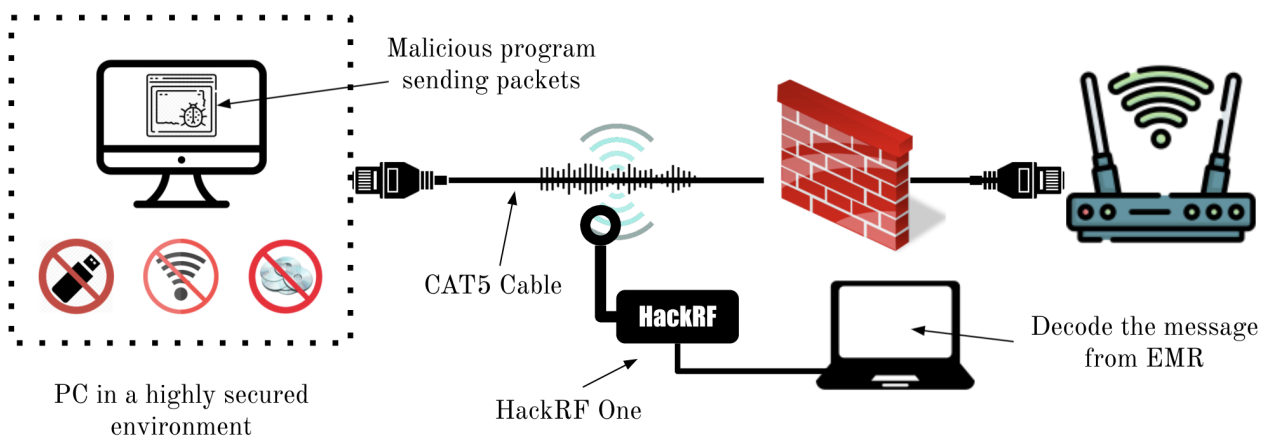 Malicious program
sending packets
CAT5 Cable
HackRF
HackRF One
Decode the message
from EMR
PC in a highly secured
environment